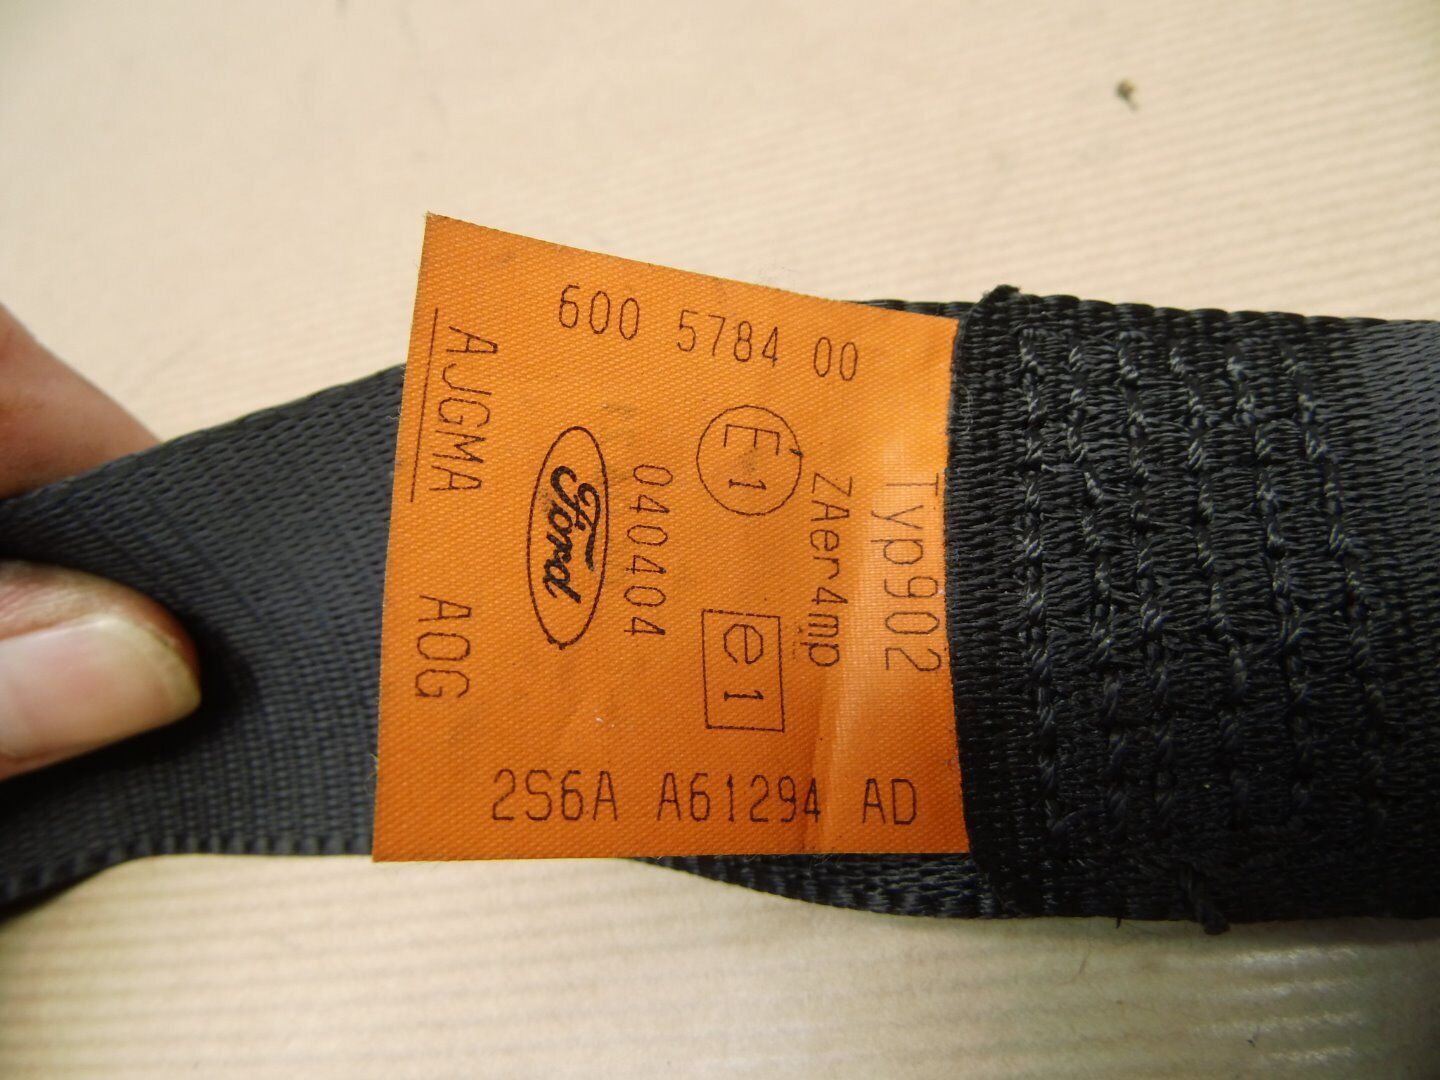 600 5784 00
Typ902
ZAer4mp
E1
e1
040404
Ford
AJGMA AOG
2S6A A61294 AD